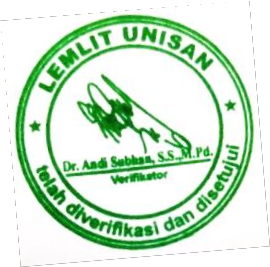 LEMLIT UNISAN
Dr. Andi Subhan, S.S.,M.Pd.
Verifikator
telah diverifikasi dan disetujui